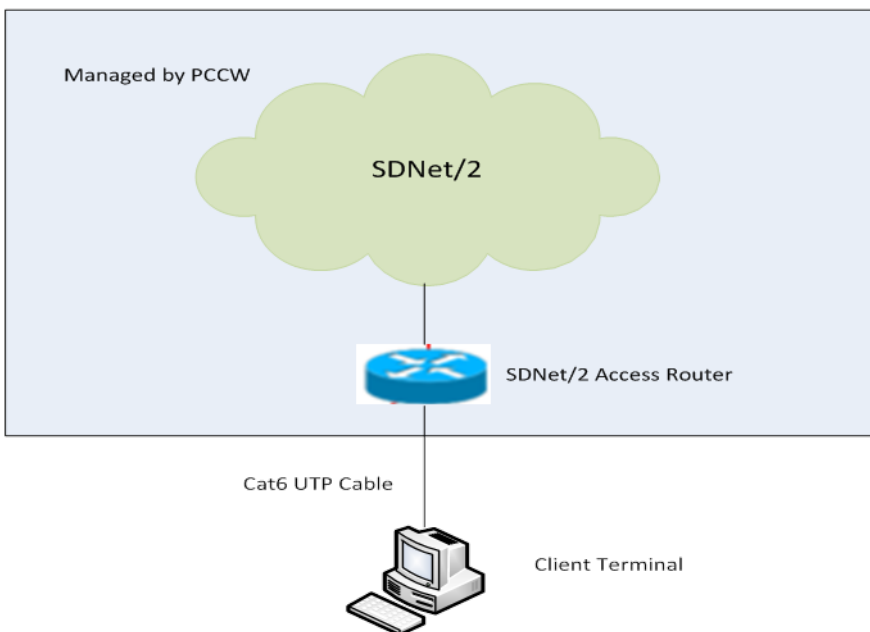 Managed by PCCW
SDNet/2
SDNet/2 Access Router
Cat6 UTP Cable
Client Terminal